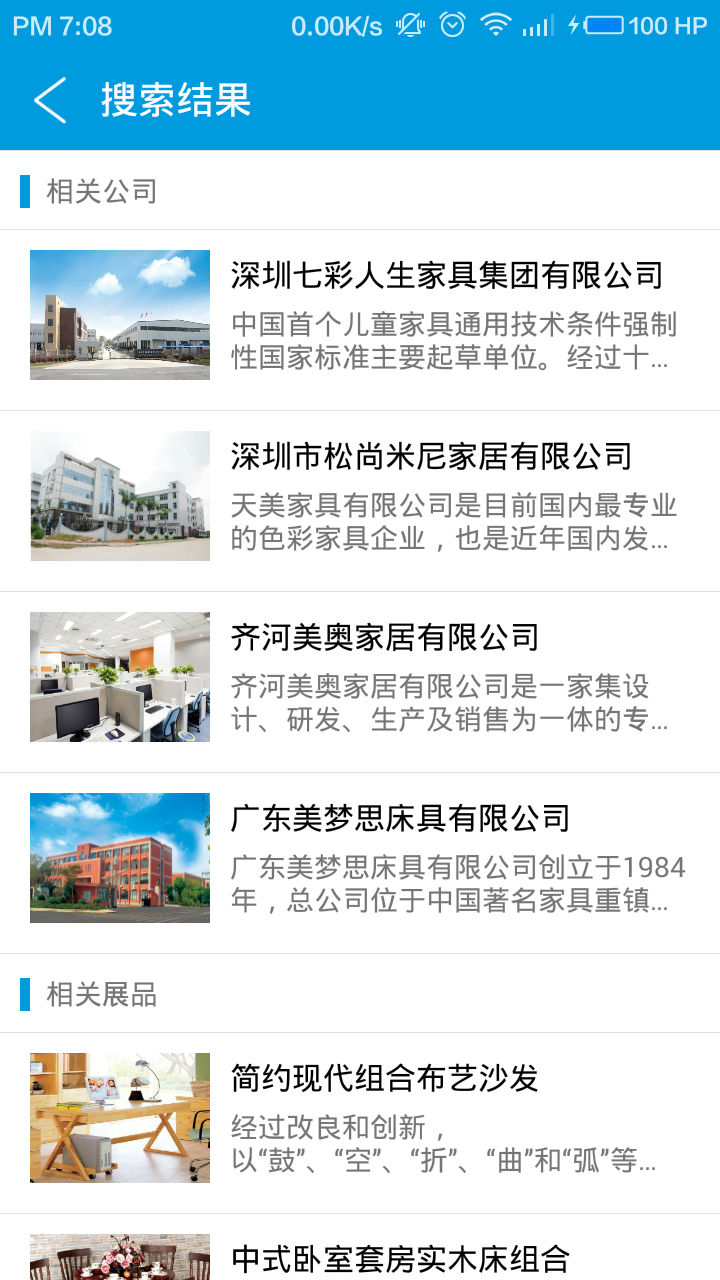 PM 7:08 0.00K/s 100 HP
搜索结果
相关公司
深圳七彩人生家具集团有限公司
中国首个儿童家具通用技术条件强制
性国家标准主要起草单位。经过十...
深圳市松尚米尼家居有限公司
天美家具有限公司是目前国内最专业
的色彩家具企业，也是近年国内发...
齐河美奥家居有限公司
齐河美奥家居有限公司是一家集设
计、研发、生产及销售为一体的专...
广东美梦思床具有限公司
广东美梦思床具有限公司创立于1984
年，总公司位于中国著名家具重镇...
相关展品
简约现代组合布艺沙发
经过改良和创新，
以“鼓”、“空”、“折”、“曲”和“弧”等...
中式卧室套房实木床组合